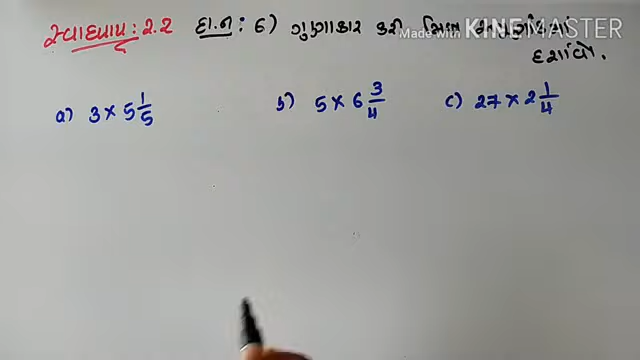 સ્વાધ્યાય : 2.2 દા.નં : 6) ગુણાકાર કરી મિશ્ર અપૂર્ણાંકમાં
Made with KINEMASTER
દર્શાવો.
a) 3 × 5 1/5 b) 5 × 6 3/4 c) 27 × 2 1/4